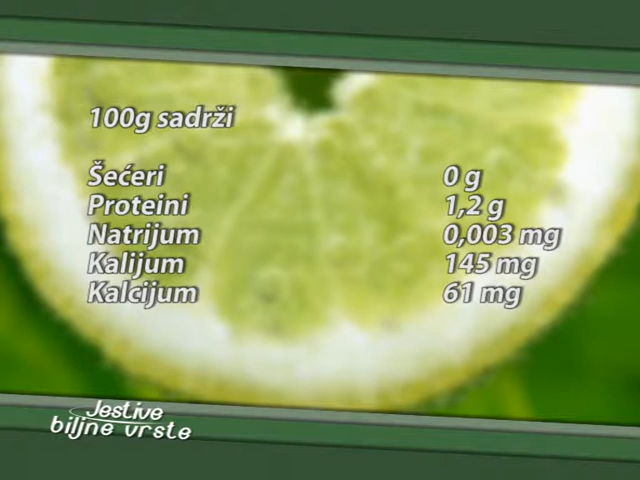 100g sadrži
Šećeri 0 g
Proteini 1,2 g
Natrijum 0,003 mg
Kalijum 145 mg
Kalcijum 61 mg
Jestive
biljne vrste